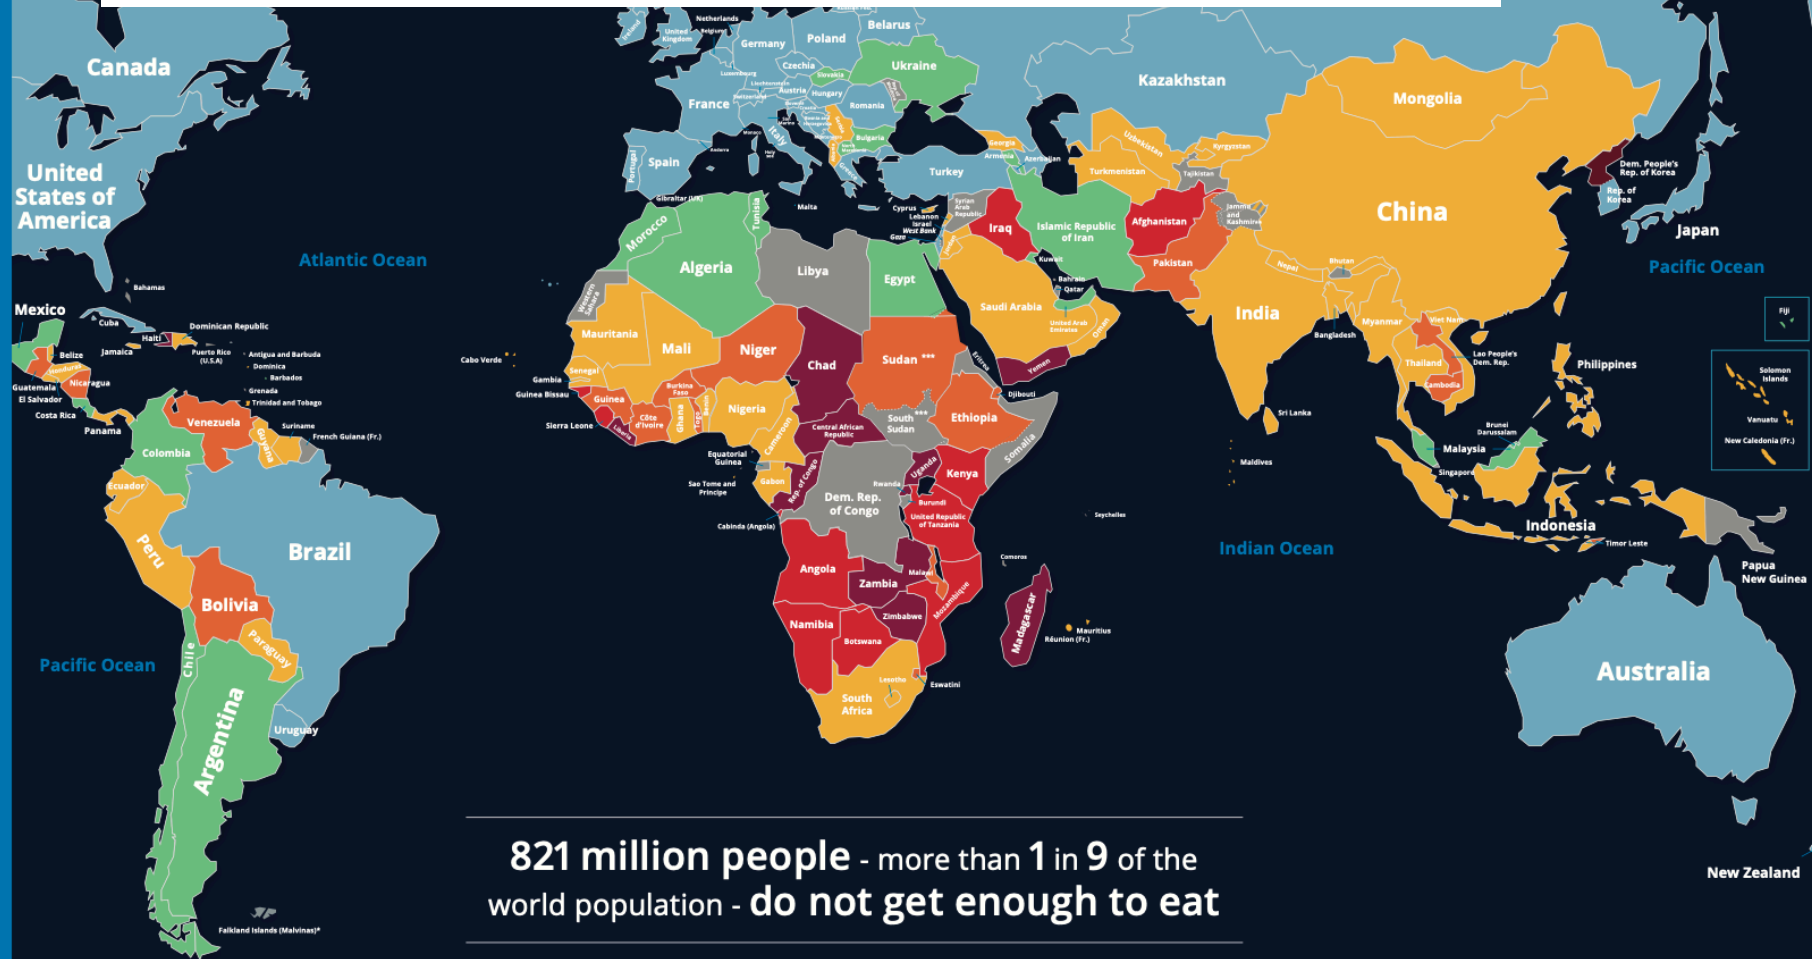 Canada
United
States of
America
Mexico
Atlantic Ocean
Pacific Ocean
Bahamas
Cuba
Haiti
Dominican Republic
Jamaica
Puerto Rico
(U.S.A)
Antigua and Barbuda
Dominica
Barbados
Grenada
Trinidad and Tobago
Belize
Honduras
Guatemala
Nicaragua
El Salvador
Costa Rica
Panama
Venezuela
Guyana
Suriname
French Guiana (Fr.)
Colombia
Ecuador
Peru
Brazil
Bolivia
Paraguay
Chile
Argentina
Uruguay
Falkland Islands (Malvinas)*
Ireland
United
Kingdom
Netherlands
Belgium
Germany
Poland
Belarus
Ukraine
Czechia
Slovakia
Luxembourg
Liechtenstein
Switzerland
Austria
Hungary
Romania
France
Monaco
Andorra
Italy
Serbia
Bulgaria
Albania
Greece
Portugal
Spain
Gibraltar (UK)
Malta
Turkey
Georgia
Armenia
Azerbaijan
Cyprus
Lebanon
Israel
West Bank
Gaza
Syrian
Arab
Republic
Jordan
Iraq
Kuwait
Bahrain
Qatar
Saudi Arabia
United Arab
Emirates
Oman
Yemen
Islamic Republic
of Iran
Afghanistan
Pakistan
Kazakhstan
Uzbekistan
Turkmenistan
Kyrgyzstan
Tajikistan
Jammu
and
Kashmir**
Mongolia
China
Dem. People's
Rep. of Korea
Rep. of
Korea
Japan
Pacific Ocean
Nepal
Bhutan
India
Bangladesh
Myanmar
Viet Nam
Lao People's
Dem. Rep.
Thailand
Cambodia
Philippines
Sri Lanka
Maldives
Brunei
Darussalam
Malaysia
Singapore
Indonesia
Timor Leste
Papua
New Guinea
Fiji
Solomon
Islands
Vanuatu
New Caledonia (Fr.)
Australia
New Zealand
Indian Ocean
Morocco
Tunisia
Algeria
Libya
Egypt
Western
Sahara
Mauritania
Mali
Niger
Chad
Sudan ***
Eritrea
Djibouti
Cabo Verde
Senegal
Gambia
Guinea Bissau
Guinea
Sierra Leone
Liberia
Côte
d'Ivoire
Burkina
Faso
Ghana
Togo
Benin
Nigeria
Cameroon
Central African
Republic
South
Sudan
***
Ethiopia
Somalia
Equatorial
Guinea
Sao Tome and
Principe
Gabon
Rep. of Congo
Cabinda (Angola)
Dem. Rep.
of Congo
Uganda
Kenya
Rwanda
Burundi
United Republic
of Tanzania
Seychelles
Comoros
Angola
Zambia
Malawi
Mozambique
Zimbabwe
Namibia
Botswana
Madagascar
Mauritius
Réunion (Fr.)
South
Africa
Lesotho
Eswatini
821 million people - more than 1 in 9 of the
world population - do not get enough to eat